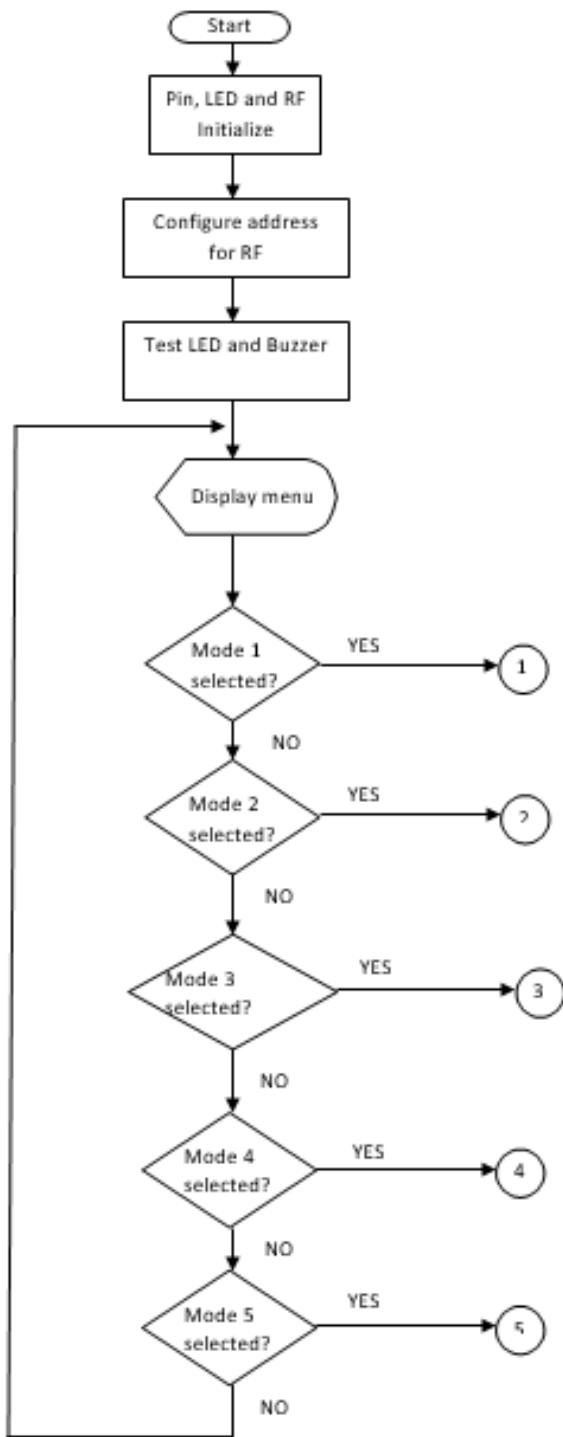 Start
Pin, LED and RF
Initialize
Configure address
for RF
Test LED and Buzzer
Display menu
Mode 1
selected?
YES
1
NO
Mode 2
selected?
YES
2
NO
Mode 3
selected?
YES
3
NO
Mode 4
selected?
YES
4
NO
Mode 5
selected?
YES
5
NO